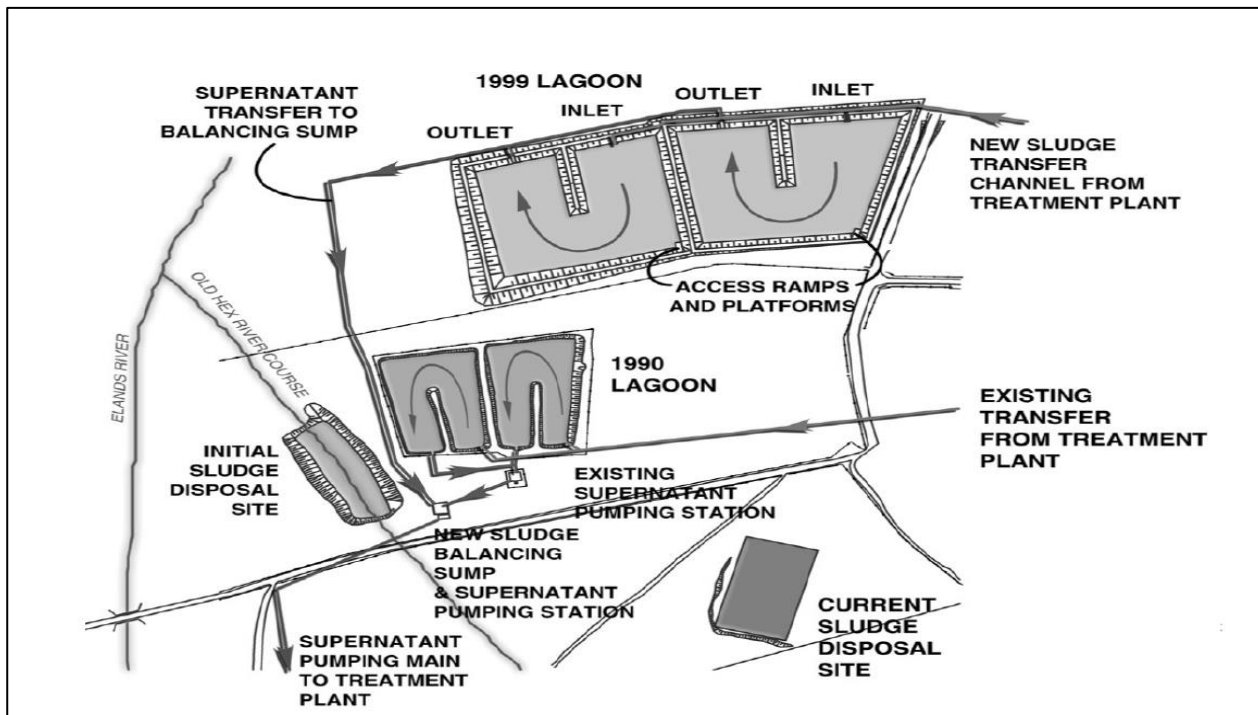 SUPERNATANT
TRANSFER TO
BALANCING SUMP
1999 LAGOON
OUTLET
INLET
OUTLET
INLET
NEW SLUDGE
TRANSFER
CHANNEL FROM
TREATMENT PLANT
ACCESS RAMPS
AND PLATFORMS
ELANDS RIVER
OLD HEX RIVER COURSE
1990
LAGOON
EXISTING
TRANSFER
FROM TREATMENT
PLANT
INITIAL
SLUDGE
DISPOSAL
SITE
EXISTING
SUPERNATANT
PUMPING STATION
NEW SLUDGE
BALANCING
SUMP
& SUPERNATANT
PUMPING STATION
CURRENT
SLUDGE
DISPOSAL
SITE
SUPERNATANT
PUMPING MAIN
TO TREATMENT
PLANT